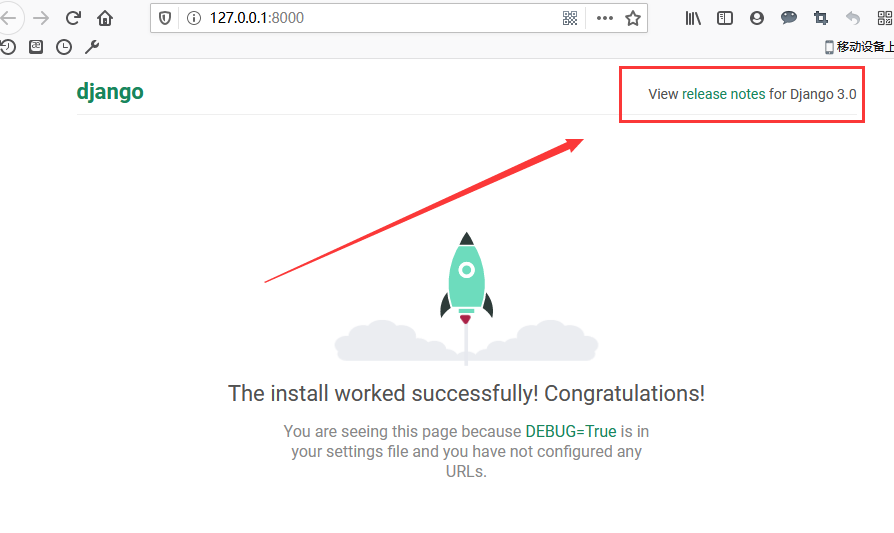 127.0.0.1:8000
移动设备上
django
View release notes for Django 3.0
The install worked successfully! Congratulations!
You are seeing this page because DEBUG=True is in
your settings file and you have not configured any
URLs.